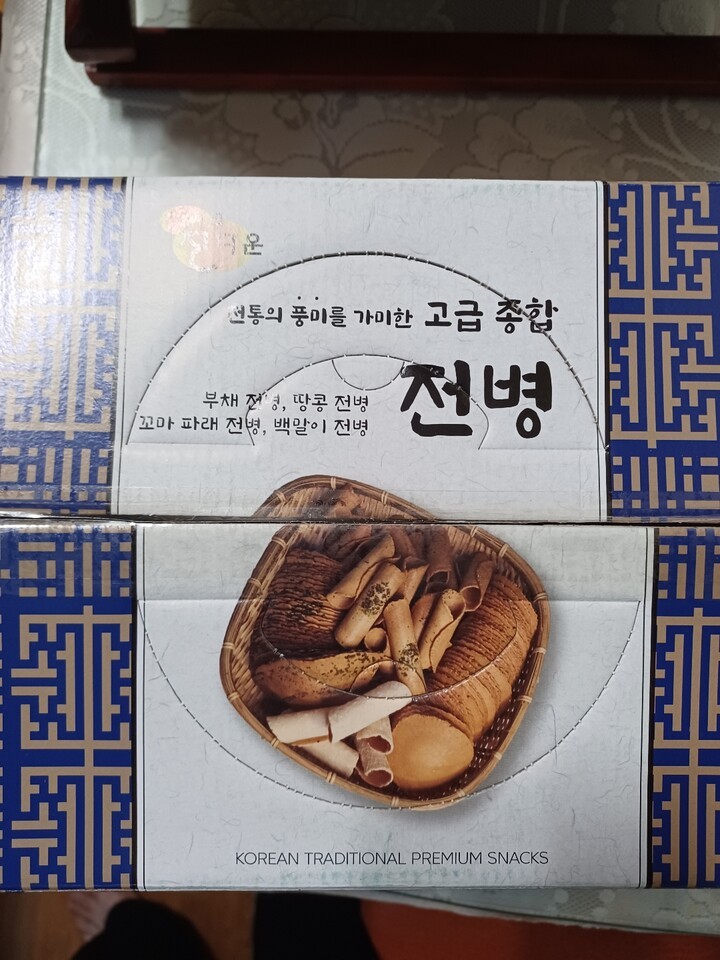 온
전통의 풍미를 가미한 고급 종합
전병
부채 전병, 땅콩 전병
꼬마 파래 전병, 백말이 전병
KOREAN TRADITIONAL PREMIUM SNACKS